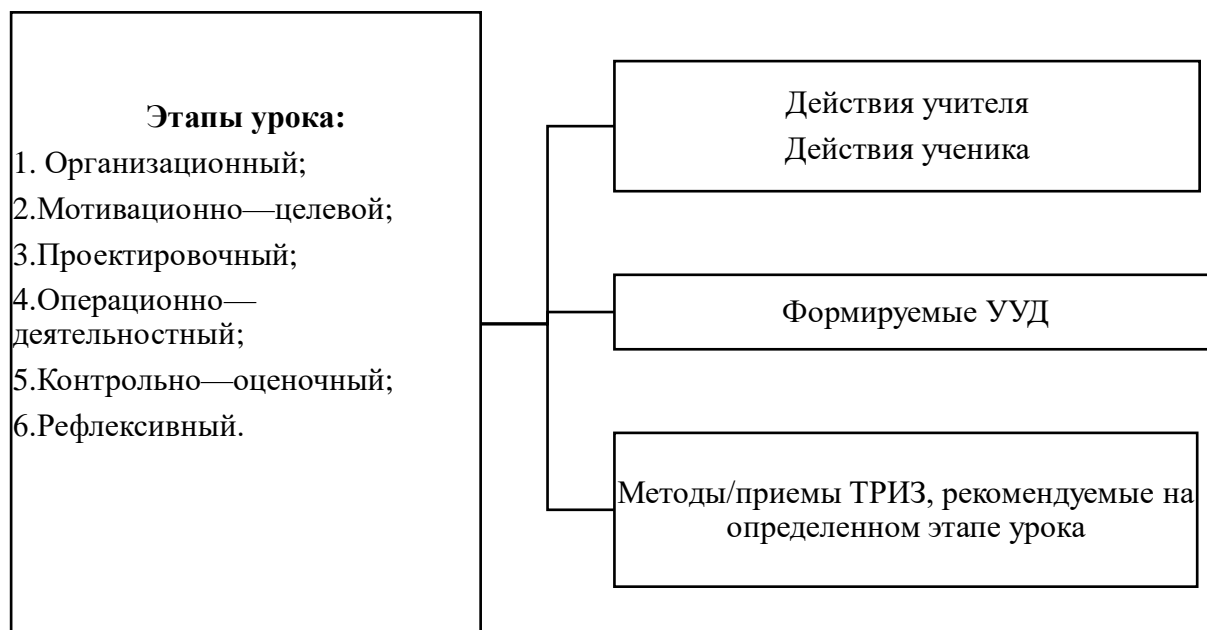 Этапы урока:
1. Организационный;
2.Мотивационно—целевой;
3.Проектировочный;
4.Операционно—
деятельностный;
5.Контрольно—оценочный;
6.Рефлексивный.
Действия учителя
Действия ученика
Формируемые УУД
Методы/приемы ТРИЗ, рекомендуемые на
определенном этапе урока